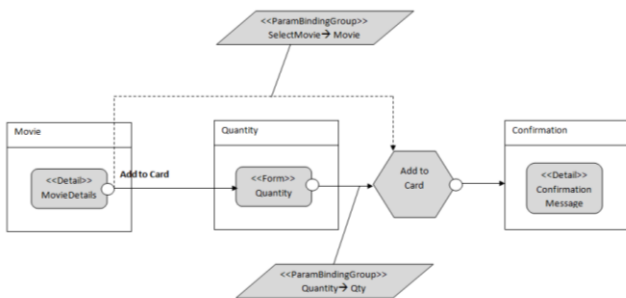 <<ParamBindingGroup>>
SelectMovie→ Movie
Movie
Quantity
Confirmation
<<Detail>>
MovieDetails
Add to Card
<<Form>>
Quantity
Add to
Card
<<Detail>>
Confirmation
Message
<<ParamBindingGroup>>
Quantity→ Qty